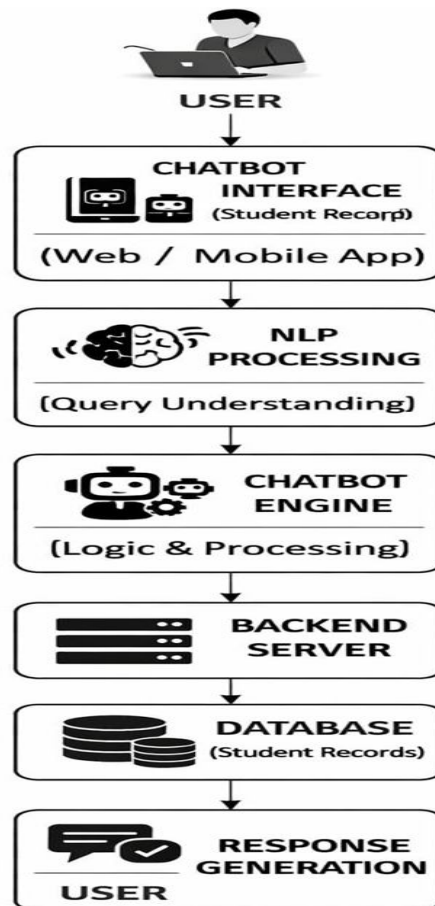 USER
CHATBOT
INTERFACE
(Student Recarp)
(Web / Mobile App)
NLP
PROCESSING
(Query Understanding)
CHATBOT
ENGINE
(Logic & Processing)
BACKEND
SERVER
DATABASE
(Student Records)
RESPONSE
GENERATION
USER